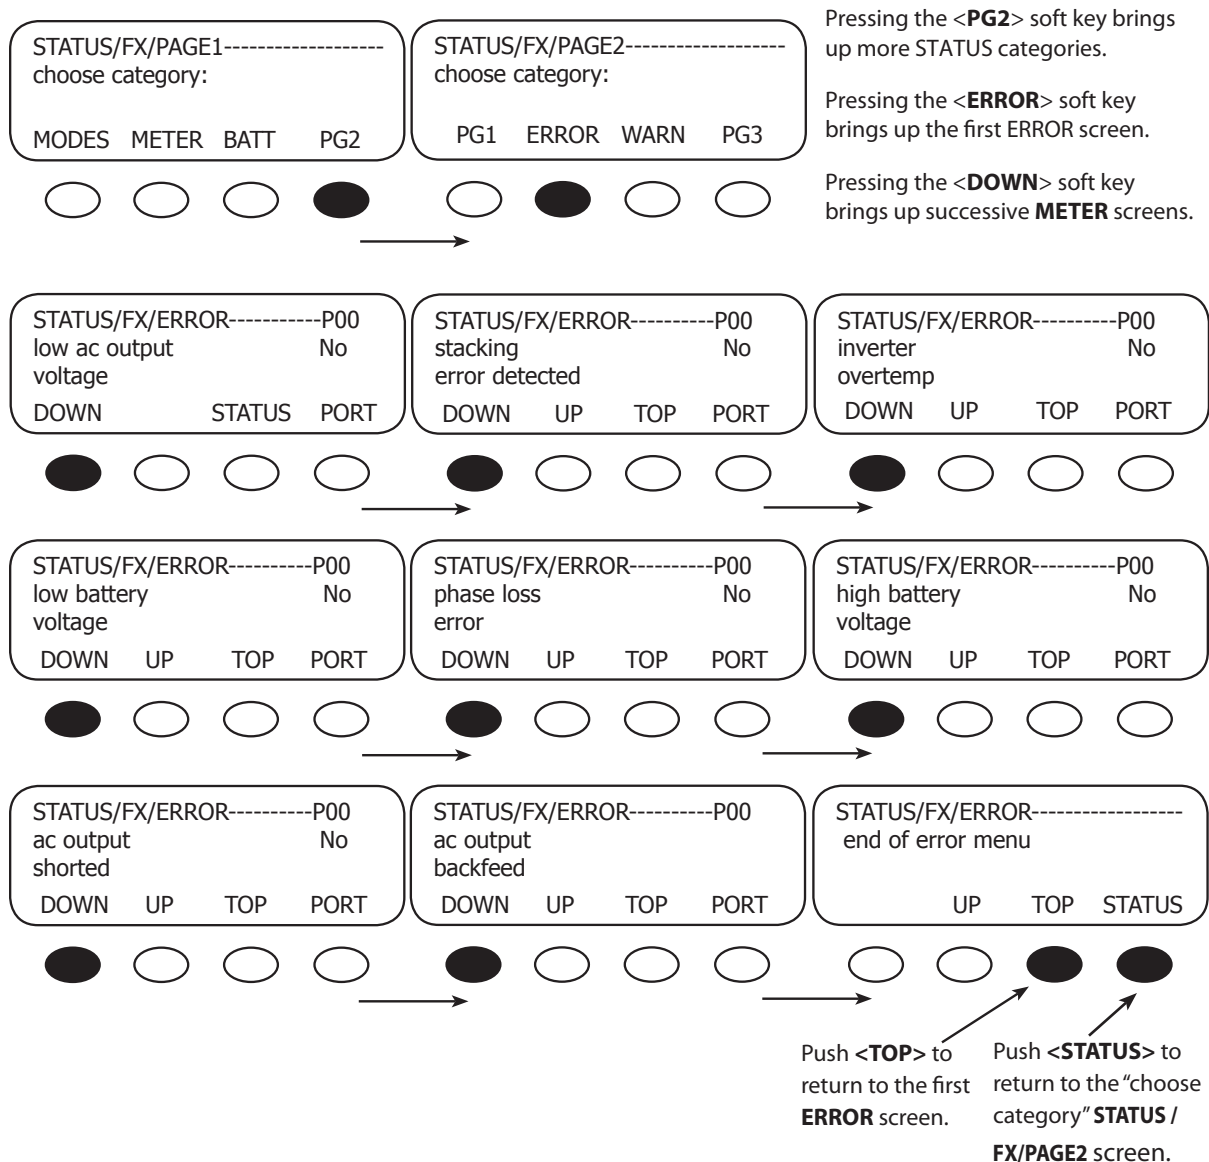 STATUS/FX/PAGE1-------------------
choose category:
MODES METER BATT PG2
STATUS/FX/PAGE2-------------------
choose category:
PG1 ERROR WARN PG3
Pressing the <PG2> soft key brings
up more STATUS categories.
Pressing the <ERROR> soft key
brings up the first ERROR screen.
Pressing the <DOWN> soft key
brings up successive METER screens.
STATUS/FX/ERROR-----------P00
low ac output No
voltage
DOWN STATUS PORT
STATUS/FX/ERROR----------P00
stacking No
error detected
DOWN UP TOP PORT
STATUS/FX/ERROR----------P00
inverter No
overtemp
DOWN UP TOP PORT
STATUS/FX/ERROR----------P00
low battery No
voltage
DOWN UP TOP PORT
STATUS/FX/ERROR----------P00
phase loss No
error
DOWN UP TOP PORT
STATUS/FX/ERROR----------P00
high battery No
voltage
DOWN UP TOP PORT
STATUS/FX/ERROR----------P00
ac output No
shorted
DOWN UP TOP PORT
STATUS/FX/ERROR----------P00
ac output
backfeed
DOWN UP TOP PORT
STATUS/FX/ERROR------------------
end of error menu
UP TOP STATUS
Push <TOP> to
return to the first
ERROR screen.
Push <STATUS> to
return to the “choose
category” STATUS /
FX/PAGE2 screen.